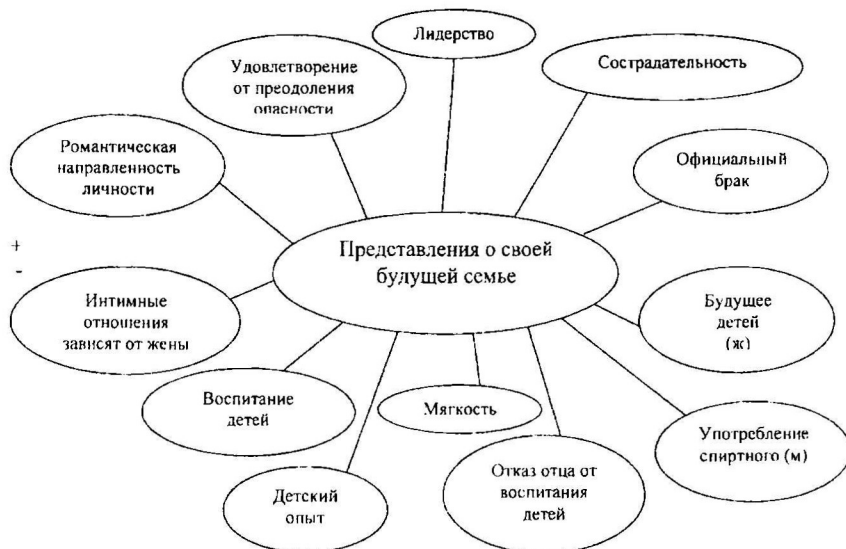 Лидерство
Удовлетворение
от преодоления
опасности
Сострадательность
Романтическая
направленность
личности
Официальный
брак
+
-
Представления о своей
будущей семье
Интимные
отношения
зависят от жены
Будущее
детей
(ж)
Воспитание
детей
Мягкость
Употребление
спиртного (м)
Детский
опыт
Отказ отца от
воспитания
детей